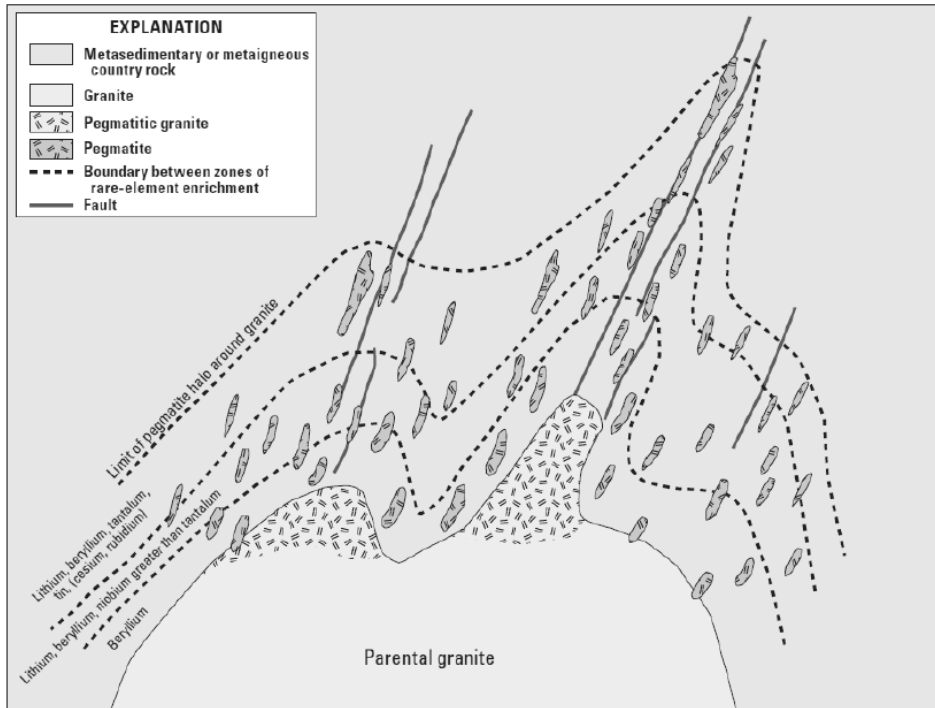 EXPLANATION
Metasedimentary or metaigneous
country rock
Granite
Pegmatitic granite
Pegmatite
Boundary between zones of
rare-element enrichment
Fault
Limit of pegmatite halo around granite
Lithium, beryllium, tantalum,
tin, (cesium, rubidium)
Lithium, beryllium, niobium greater than tantalum
Beryllium
Parental granite